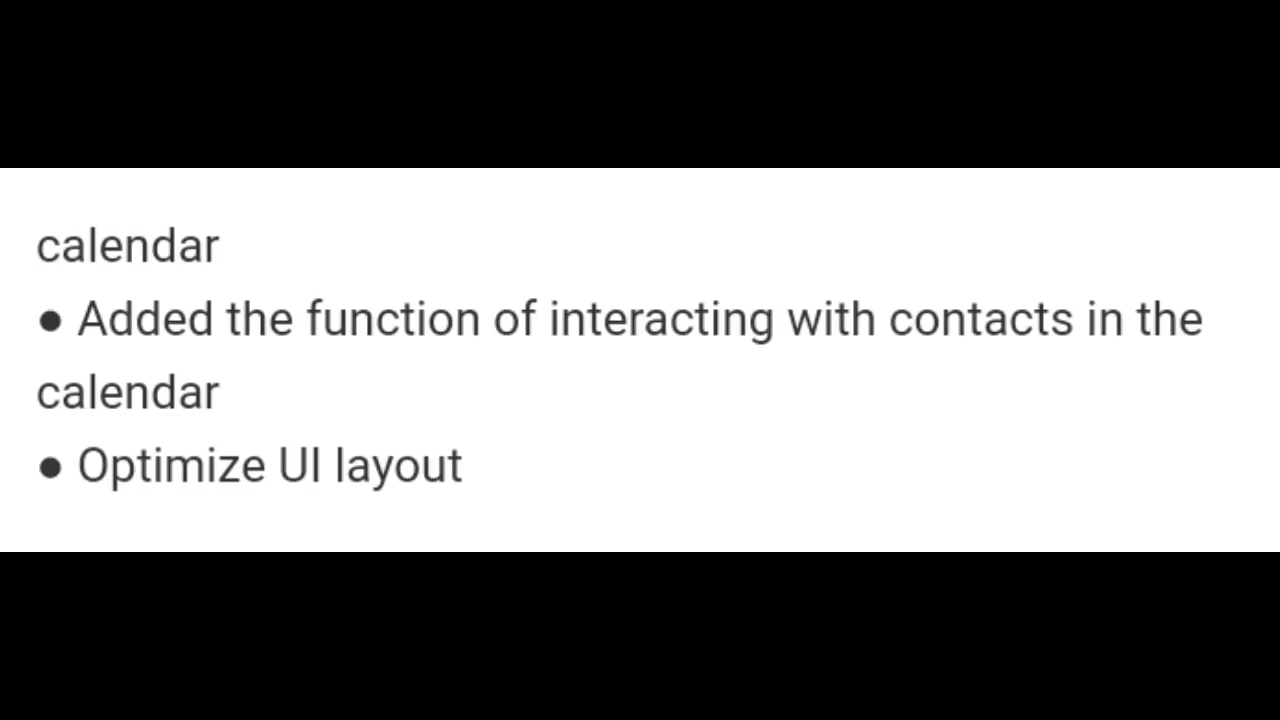 calendar
● Added the function of interacting with contacts in the
calendar
● Optimize UI layout